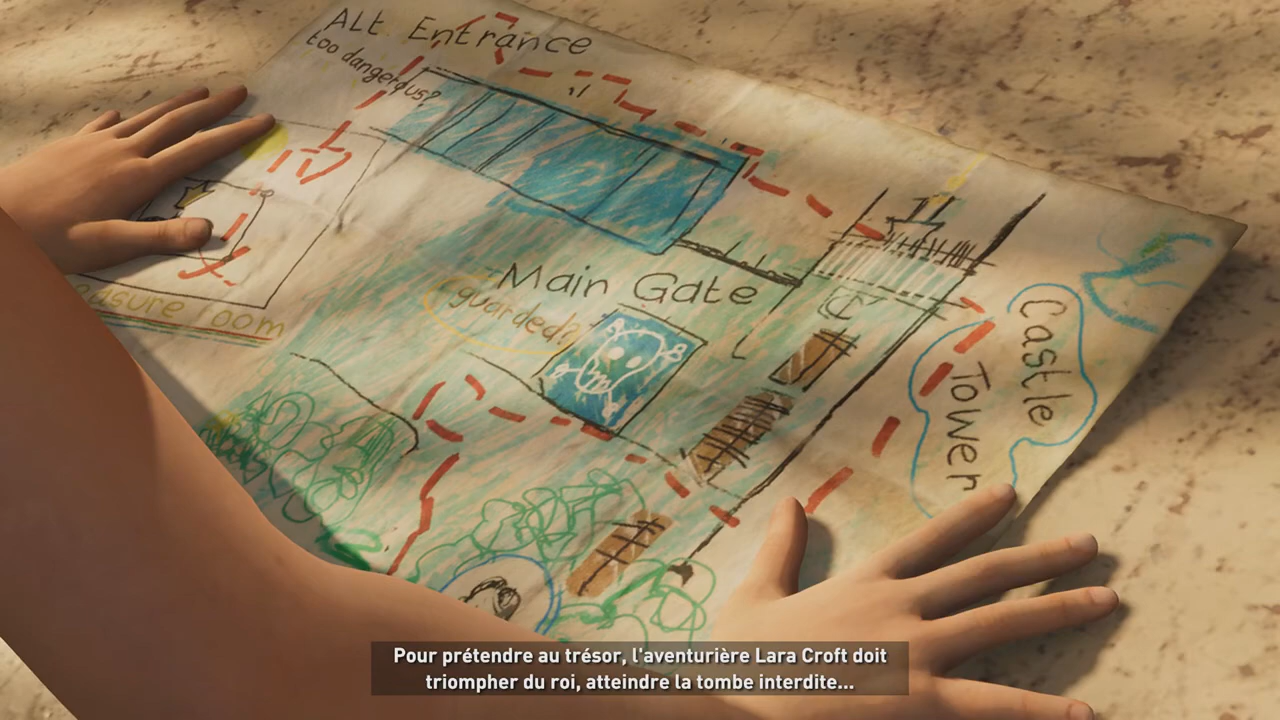 Alt. Entrance
too dangerous?
Main Gate
guarded?
Castle
Tower
easure room
Pour prétendre au trésor, l'aventurière Lara Croft doit
triompher du roi, atteindre la tombe interdite...